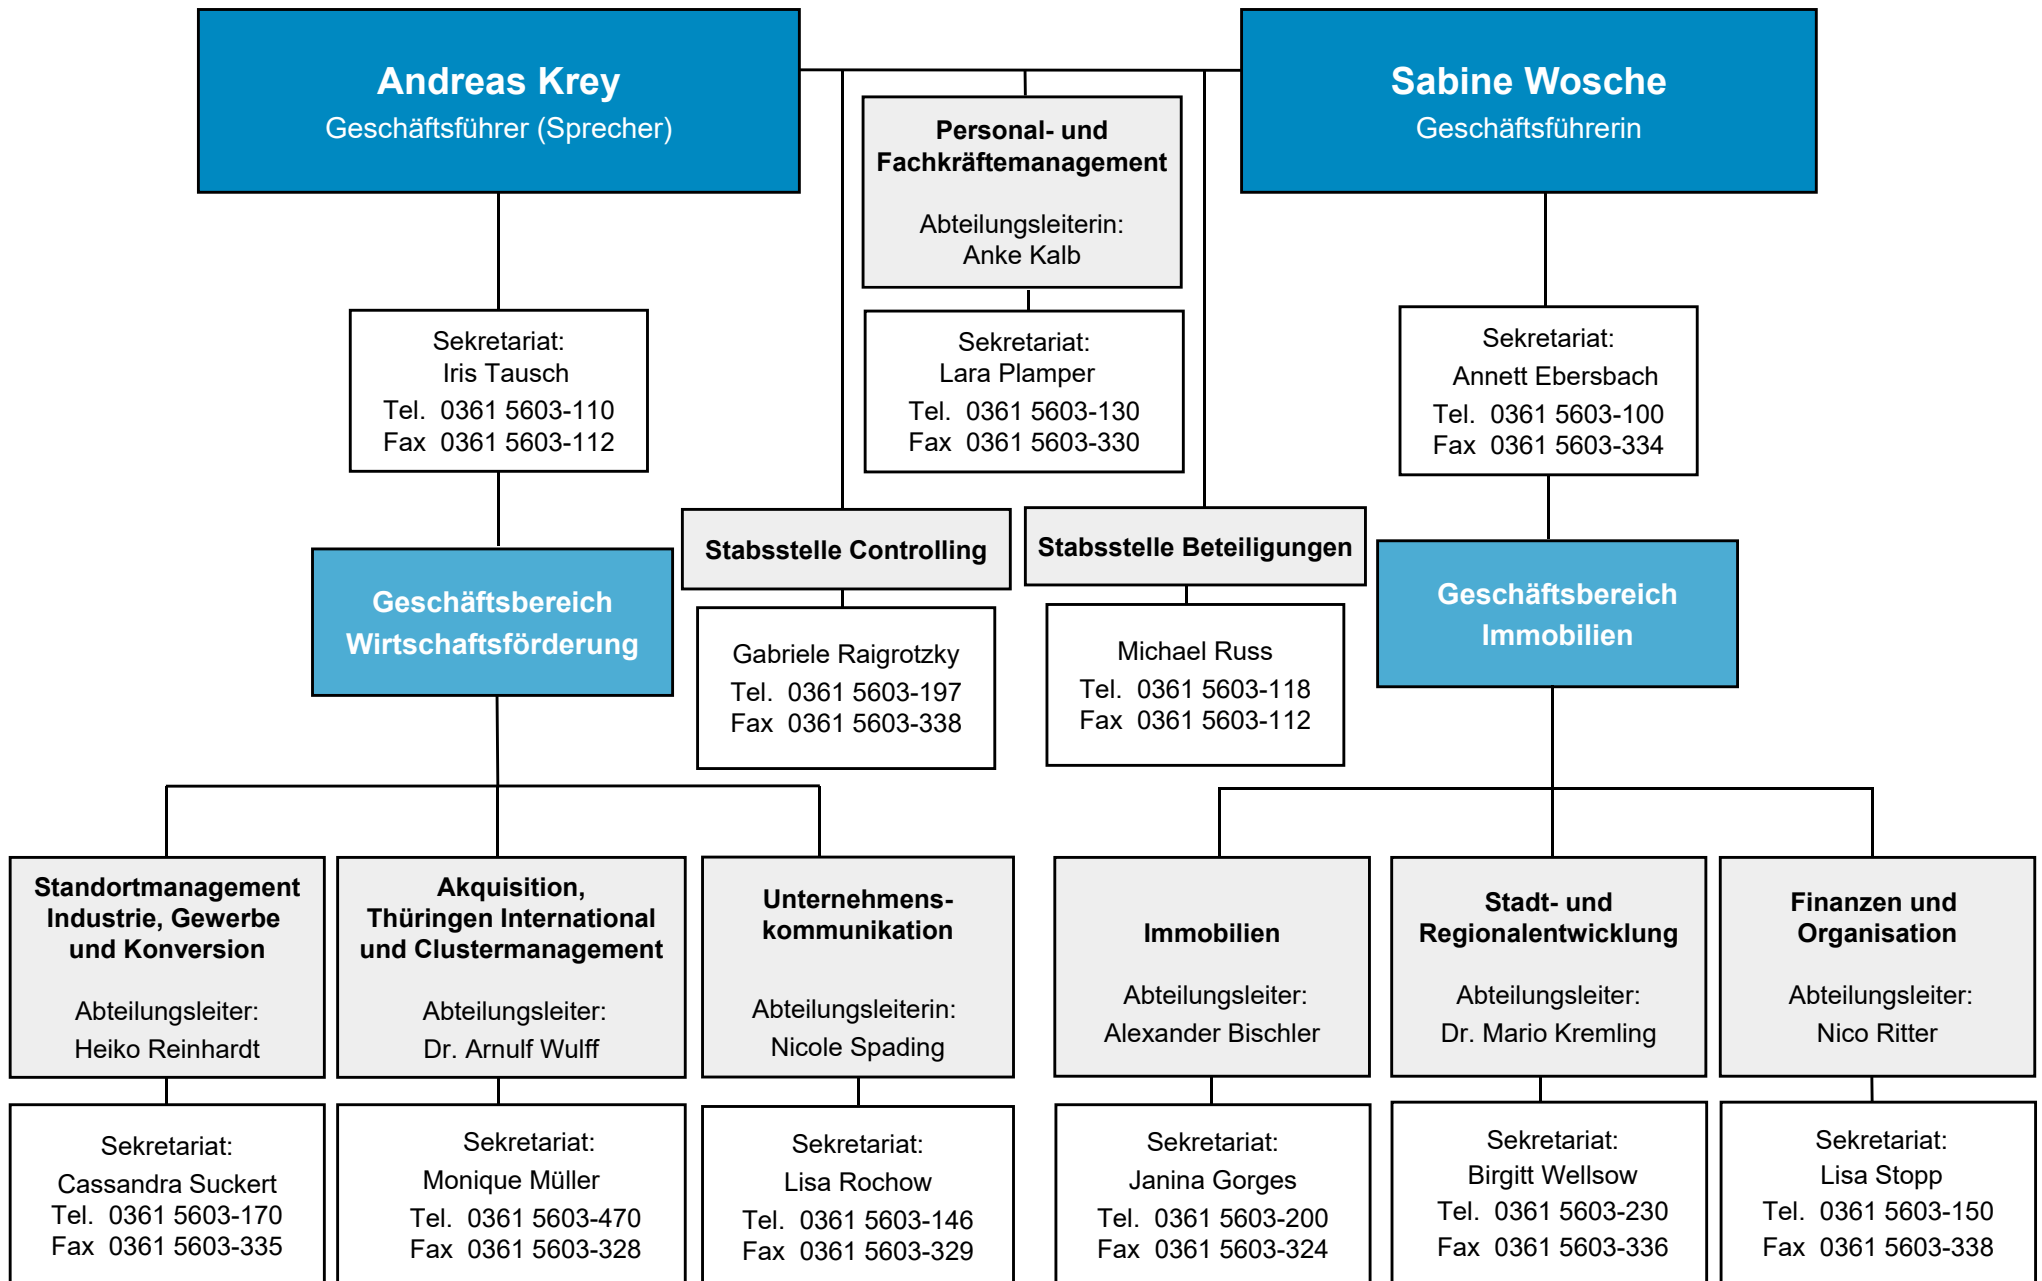 Andreas Krey
Geschäftsführer (Sprecher)
Sabine Wosche
Geschäftsführerin
Personal- und
Fachkräftemanagement
Abteilungsleiterin:
Anke Kalb
Sekretariat:
Iris Tausch
Tel. 0361 5603-110
Fax 0361 5603-112
Sekretariat:
Lara Plamper
Tel. 0361 5603-130
Fax 0361 5603-330
Sekretariat:
Annett Ebersbach
Tel. 0361 5603-100
Fax 0361 5603-334
Geschäftsbereich
Wirtschaftsförderung
Stabsstelle Controlling
Gabriele Raigrotzky
Tel. 0361 5603-197
Fax 0361 5603-338
Stabsstelle Beteiligungen
Michael Russ
Tel. 0361 5603-118
Fax 0361 5603-112
Geschäftsbereich
Immobilien
Standortmanagement
Industrie, Gewerbe
und Konversion
Abteilungsleiter:
Heiko Reinhardt
Akquisition,
Thüringen International
und Clustermanagement
Abteilungsleiter:
Dr. Arnulf Wulff
Unternehmens-
kommunikation
Abteilungsleiterin:
Nicole Spading
Immobilien
Abteilungsleiter:
Alexander Bischler
Stadt- und
Regionalentwicklung
Abteilungsleiter:
Dr. Mario Kremling
Finanzen und
Organisation
Abteilungsleiter:
Nico Ritter
Sekretariat:
Cassandra Suckert
Tel. 0361 5603-170
Fax 0361 5603-335
Sekretariat:
Monique Müller
Tel. 0361 5603-470
Fax 0361 5603-328
Sekretariat:
Lisa Rochow
Tel. 0361 5603-146
Fax 0361 5603-329
Sekretariat:
Janina Gorges
Tel. 0361 5603-200
Fax 0361 5603-324
Sekretariat:
Birgitt Wellsow
Tel. 0361 5603-230
Fax 0361 5603-336
Sekretariat:
Lisa Stopp
Tel. 0361 5603-150
Fax 0361 5603-338